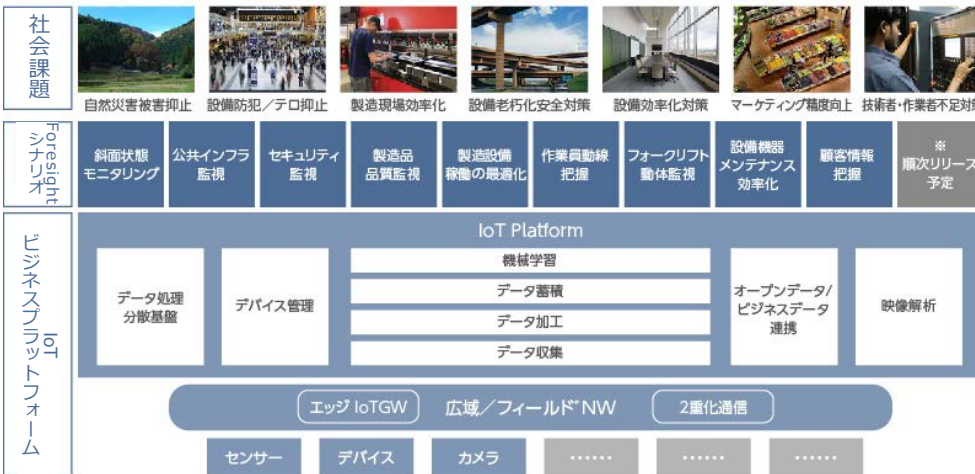 社会課題
自然災害被害抑止
設備防犯／テロ抑止
製造現場効率化
設備老朽化安全対策
設備効率化対策
マーケティング精度向上
技術者・作業者不足対策
Foresight
シナリオ
斜面状態
モニタリング
公共インフラ
監視
セキュリティ
監視
製造品
品質監視
製造設備
稼働の最適化
作業員動線
把握
フォークリフト
動体監視
設備機器
メンテナンス
効率化
顧客情報
把握
※
順次リリース
予定
IoT
ビジネスプラットフォーム
IoT Platform
データ処理
分散基盤
デバイス管理
機械学習
データ蓄積
データ加工
データ収集
オープンデータ/
ビジネスデータ
連携
映像解析
エッジ IoTGW
広域／フィールドNW
2重化通信
センサー
デバイス
カメラ
……
……
……